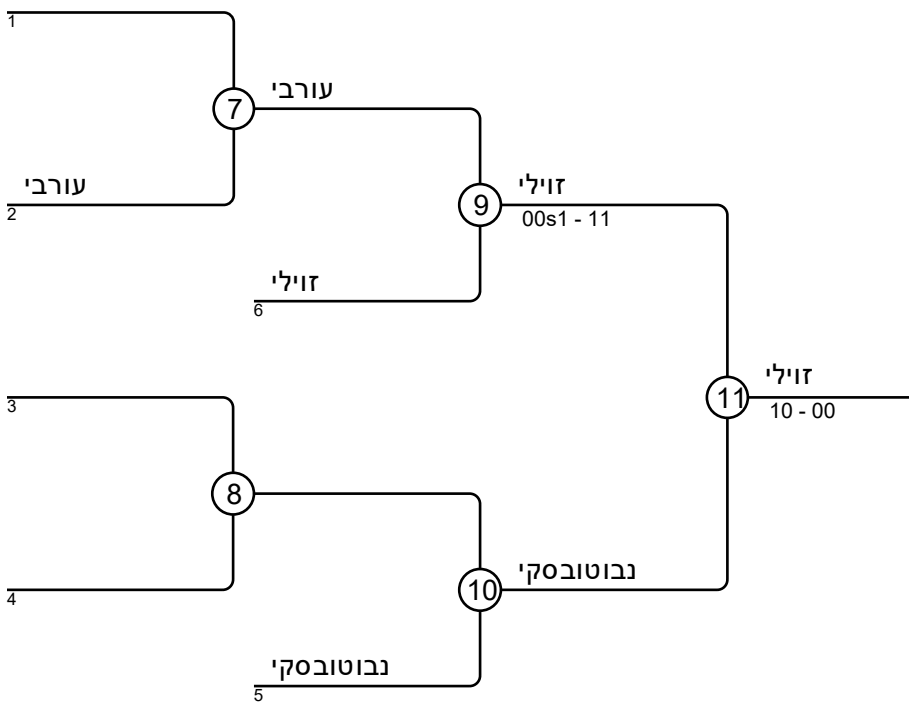 1
7
עורבי
עורבי
2
9
זוילי
00s1 - 11
זוילי
6
3
11
זוילי
10 - 00
8
4
10
נבוטובסקי
נבוטובסקי
5